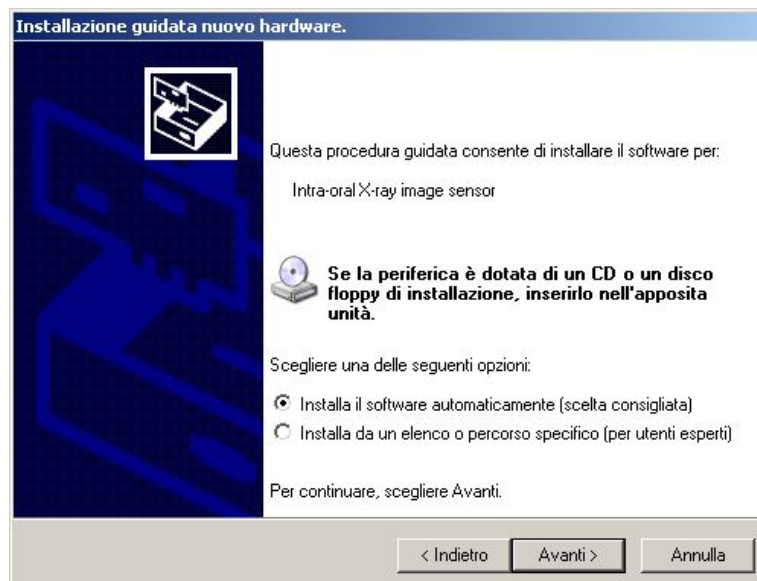 Installazione guidata nuovo hardware.
Questa procedura guidata consente di installare il software per:
Intra-oral X-ray image sensor
Se la periferica è dotata di un CD o un disco
floppy di installazione, inserirlo nell'apposita
unità.
Scegliere una delle seguenti opzioni:
Installa il software automaticamente (scelta consigliata)
Installa da un elenco o percorso specifico (per utenti esperti)
Per continuare, scegliere Avanti.
< Indietro
Avanti >
Annulla